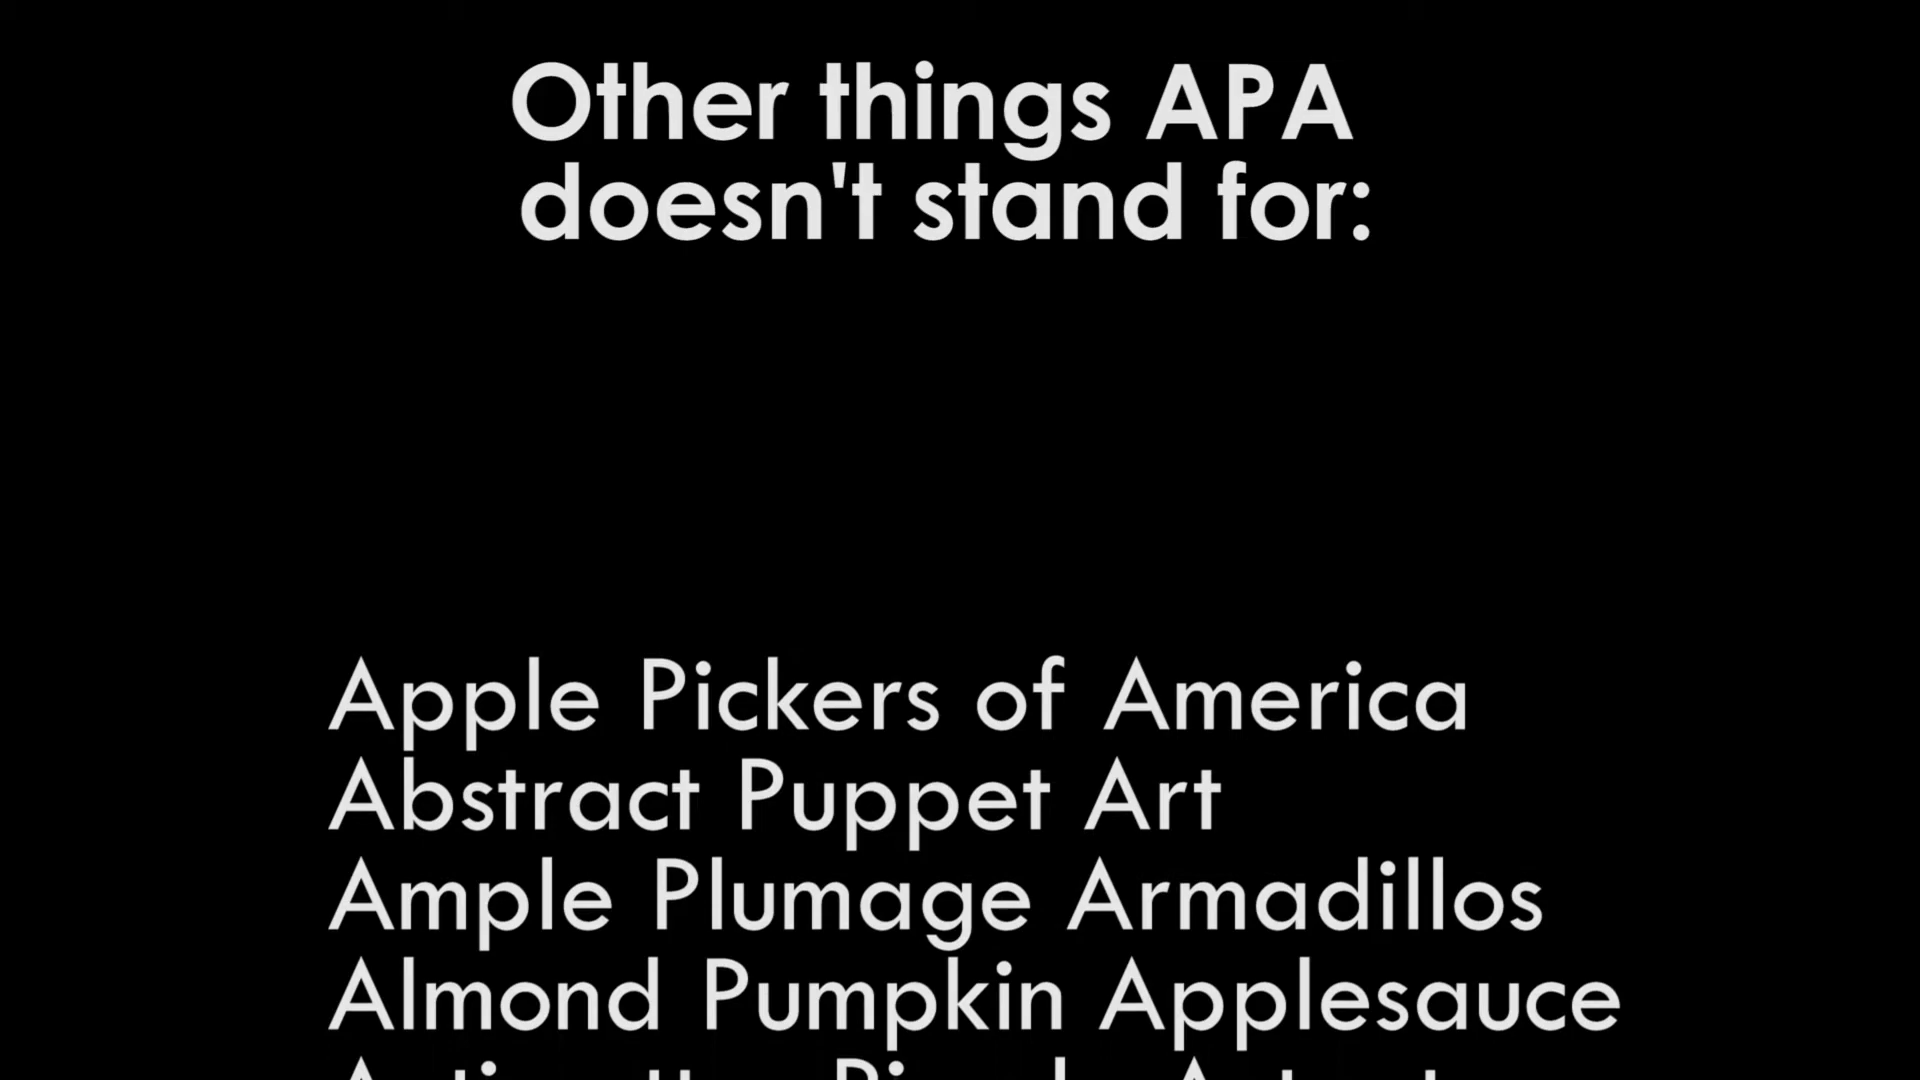 Other things APA
doesn't stand for:
Apple Pickers of America
Abstract Puppet Art
Ample Plumage Armadillos
Almond Pumpkin Applesauce